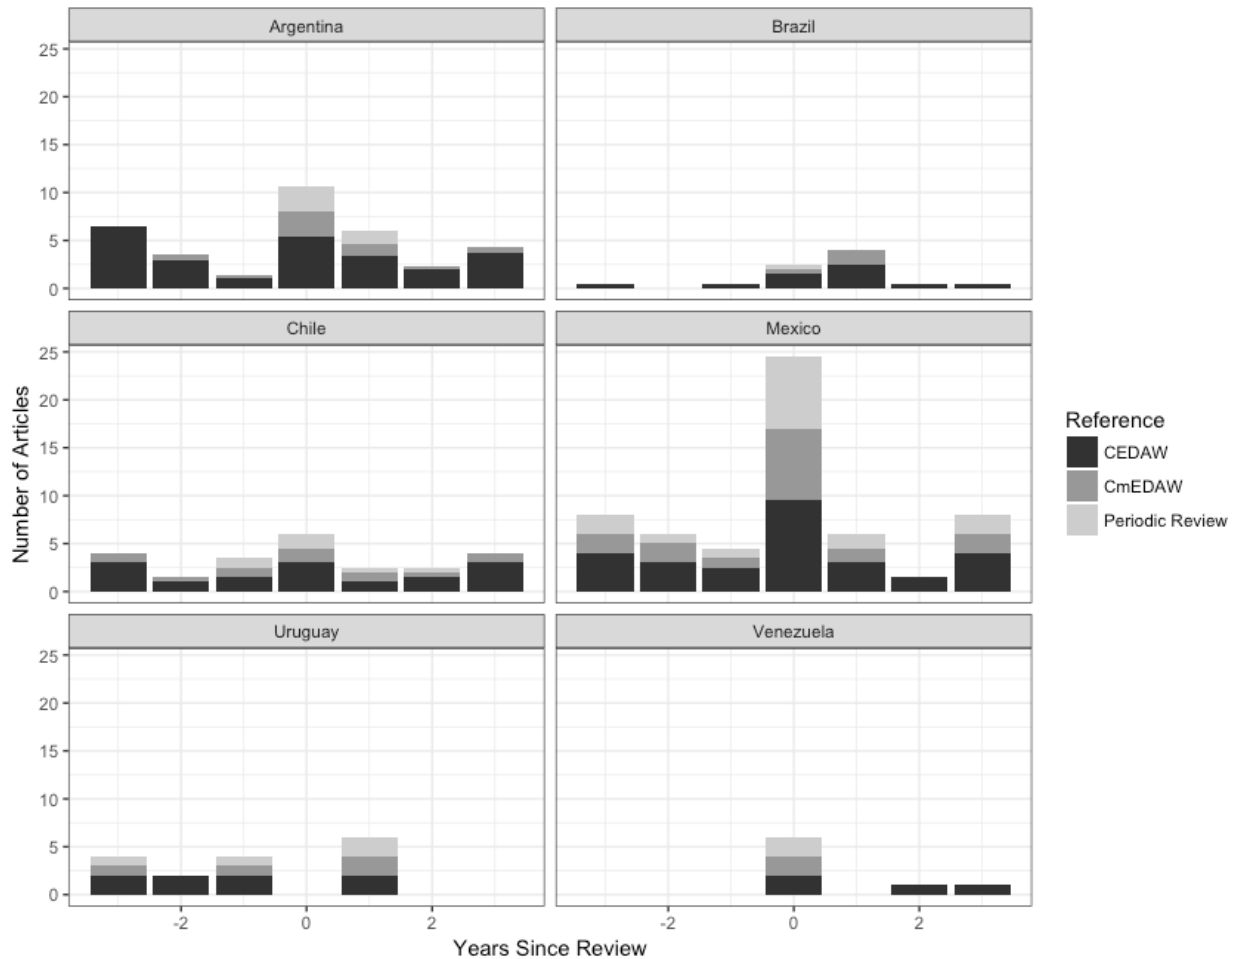 Argentina
Brazil
25
20
15
10
5
0
Chile
Mexico
25
20
15
10
5
0
Uruguay
Venezuela
25
20
15
10
5
0
-2
0
2
-2
0
2
Number of Articles
Years Since Review
Reference
CEDAW
CmEDAW
Periodic Review